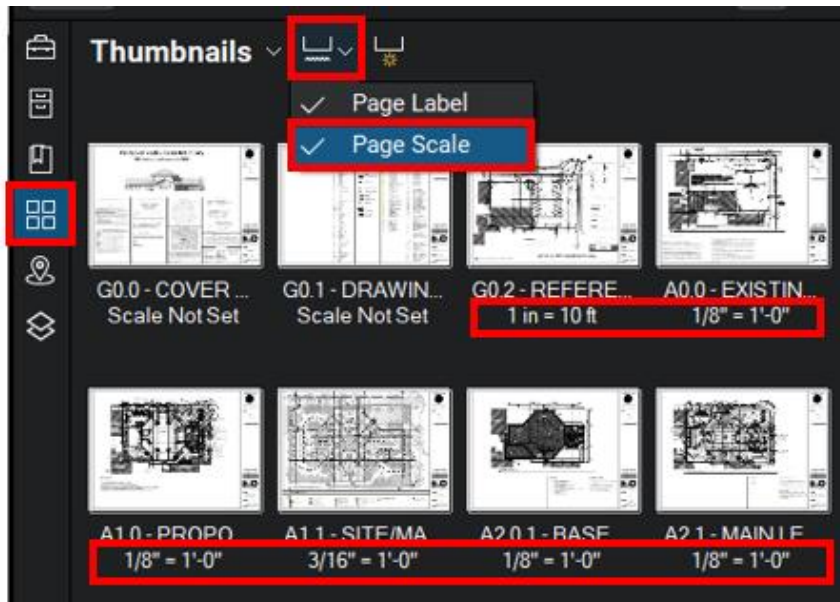 Thumbnails
Page Label
Page Scale
G0.0 - COVER ...
G0.1 - DRAWIN...
G0.2 - REFERE...
A0.0 - EXISTIN...
Scale Not Set
Scale Not Set
1 in = 10 ft
1/8" = 1'-0"
A1.0 - PROPO
A1.1 - SITE/MA
A2.0.1 - BASE
A2.1 - MAIN LE
1/8" = 1'-0"
3/16" = 1'-0"
1/8" = 1'-0"
1/8" = 1'-0"